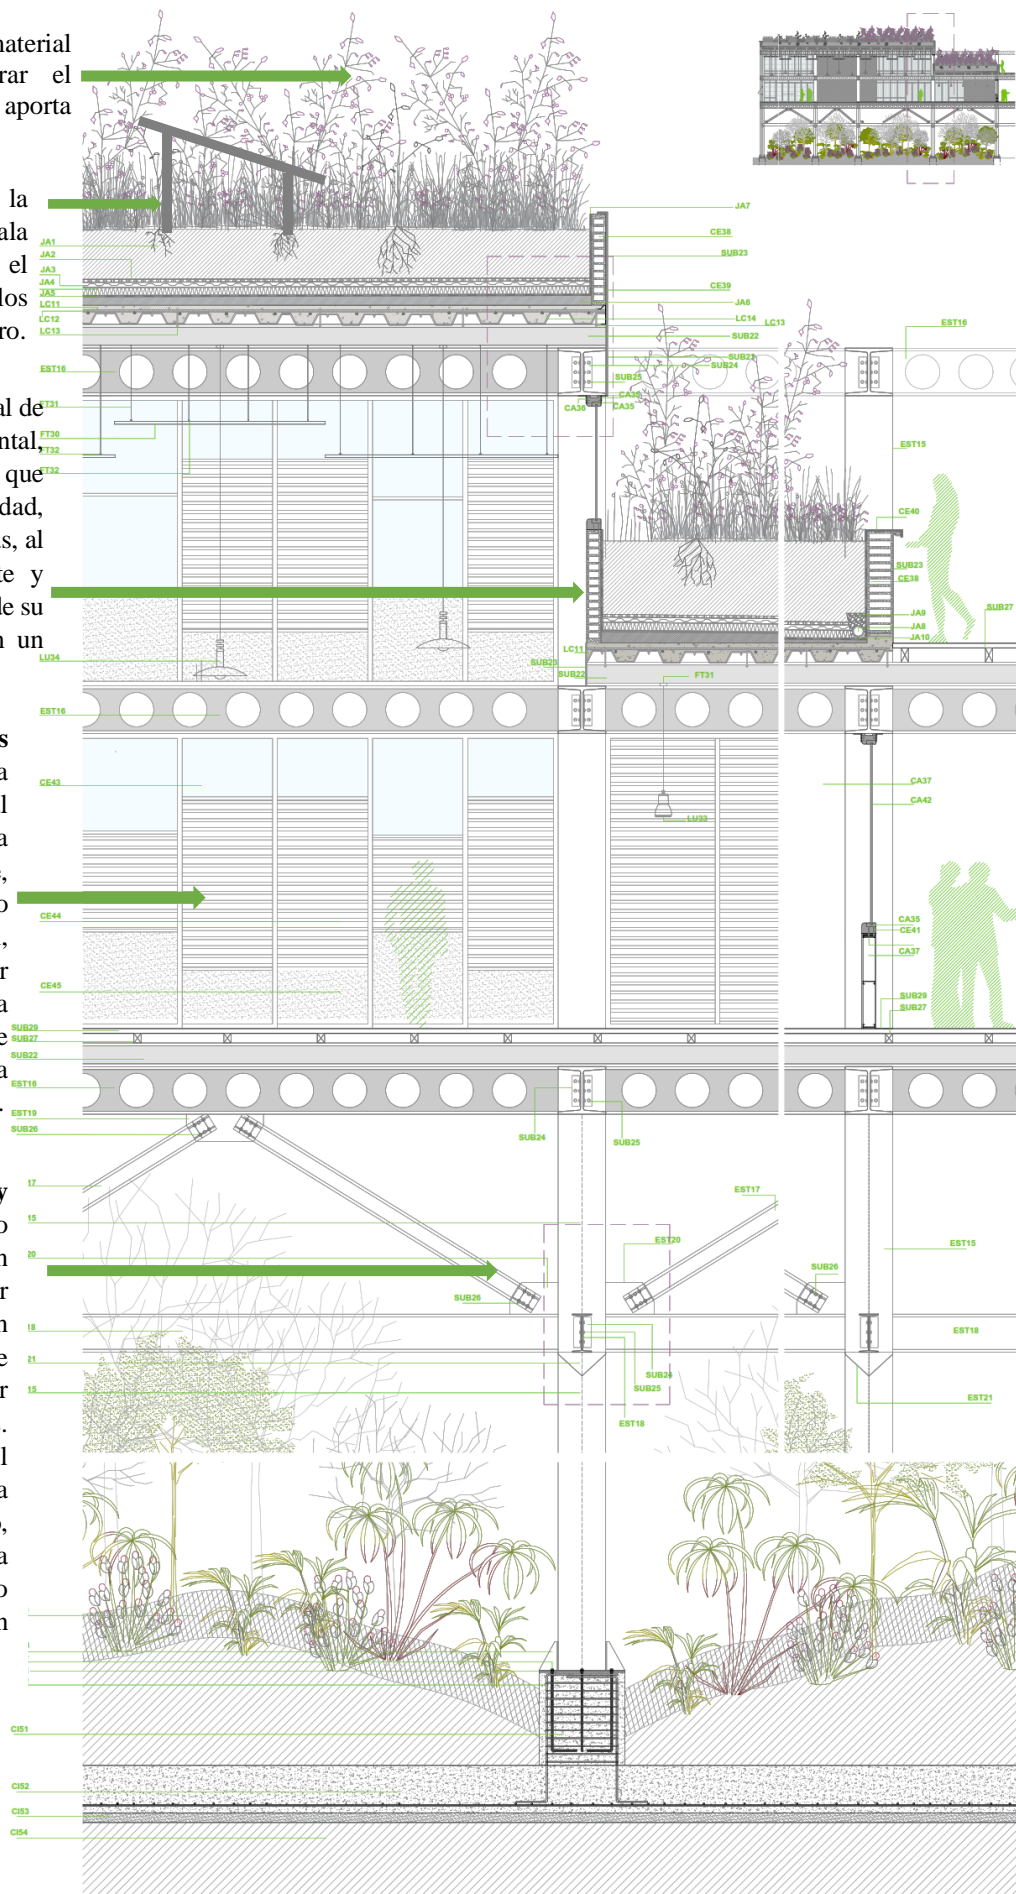 material
rar el
aporta
la
ala
el
los
ro.
al de
ntal,
que
dad,
s, al
te y
de su
n un
s
a
al
a
e,
o
r
a
e
a
.
y
o
n
r
n
e
r
.
l
a
o,
a
o
n
JA7
CE38
SUB23
JA1
JA2
JA3
JA4
JA5
LC11
LC12
LC13
CE39
JA6
LC14
LC13
SUB22
EST16
EST16
SUB23
SUB24
SUB25
CA35
CA36
CA35
FT31
FT30
FT32
FT32
EST15
CE40
SUB23
CE38
JA9
JA8
JA10
SUB27
LC11
SUB23
SUB22
FT31
LU34
EST16
CE43
CA37
CA42
LU33
CE44
CA35
CE41
CA37
CE45
SUB29
SUB27
SUB29
SUB27
SUB22
EST16
EST19
SUB26
SUB24
SUB25
17
EST17
15
20
EST20
EST15
SUB26
SUB26
18
EST18
21
SUB24
SUB25
15
EST18
EST21
CI51
CI52
CI53
CI54